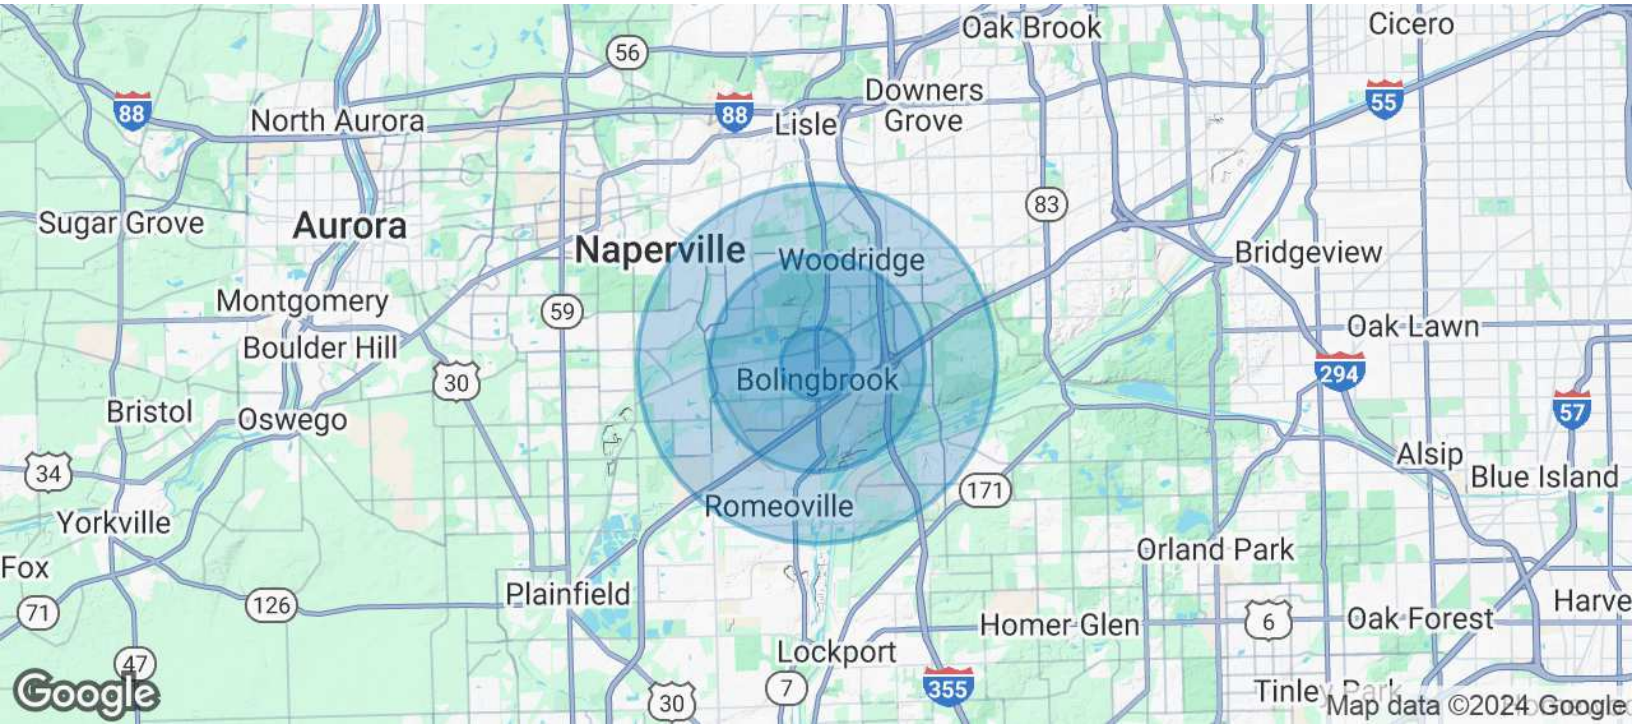 Oak Brook
Cicero
56
Downers
Grove
88
88
55
North Aurora
Lisle
83
Sugar Grove
Aurora
Naperville
Woodridge
Bridgeview
Montgomery
59
Oak Lawn
Boulder Hill
30
Bolingbrook
294
Bristol
Oswego
57
34
Alsip
Blue Island
171
Romeoville
Yorkville
Orland Park
Fox
Plainfield
71
126
Homer Glen
6
Oak Forest
Harve
47
Lockport
Google
30
7
355
Tinley Park
Map data ©2024 Google